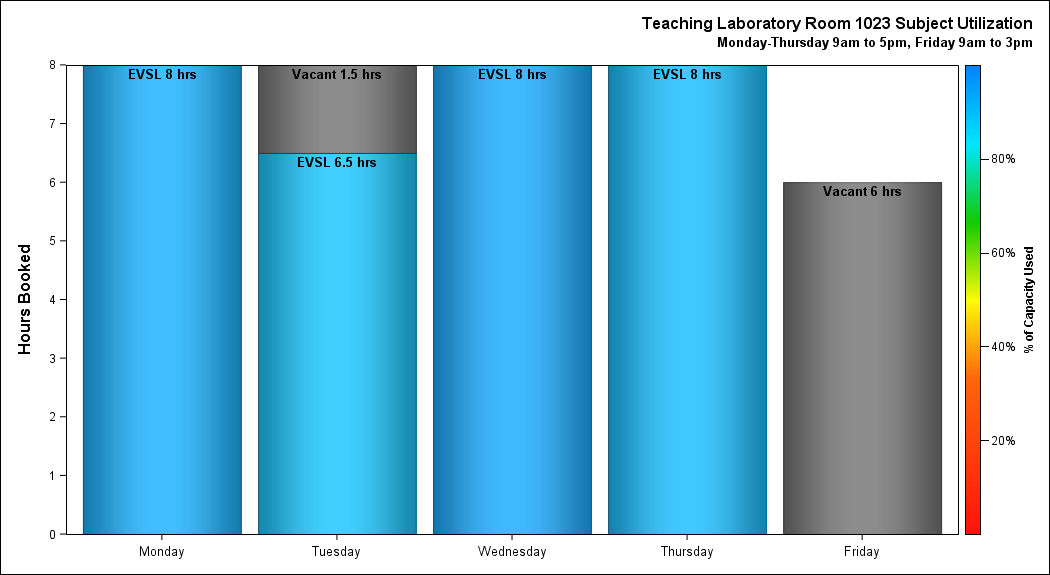 Teaching Laboratory Room 1023 Subject Utilization
Monday-Thursday 9am to 5pm, Friday 9am to 3pm
Hours Booked
8
7
6
5
4
3
2
1
0
EVSL 8 hrs
Vacant 1.5 hrs
EVSL 6.5 hrs
EVSL 8 hrs
EVSL 8 hrs
Vacant 6 hrs
Monday
Tuesday
Wednesday
Thursday
Friday
80%
60%
40%
20%
% of Capacity Used